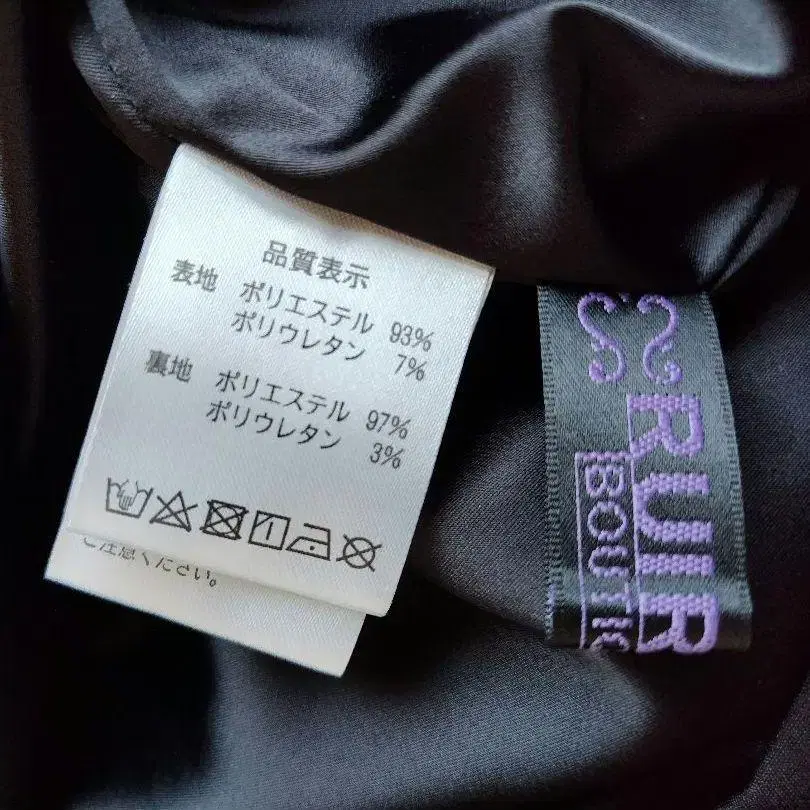 品質表示
表地 ポリエステル 93%
ポリウレタン 7%
裏地 ポリエステル 97%
ポリウレタン 3%
ご注意ください。
RUIR
BOUTI